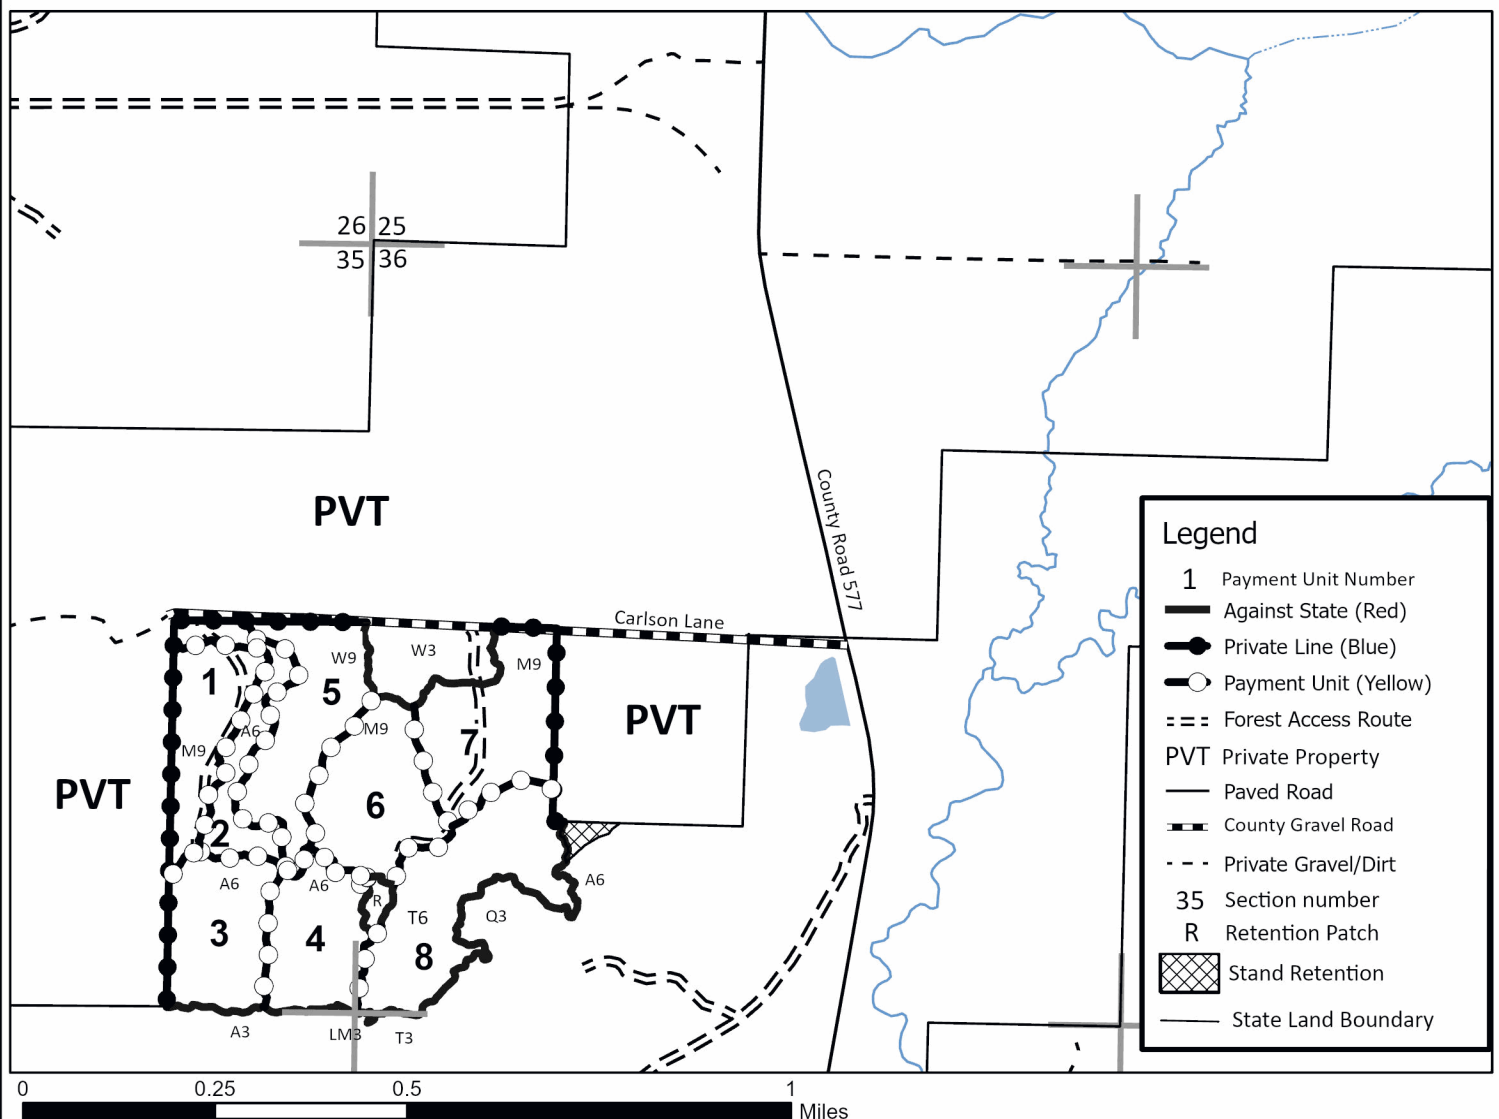 26 25
35 36
PVT
County Road 577
Carlson Lane
W9
W3
M9
1
5
M9
A6
M9
7
PVT
PVT
6
2
A6
A6
R
A6
T6
Q3
3
4
8
A3
LM3
T3
Legend
1 Payment Unit Number
Against State (Red)
Private Line (Blue)
Payment Unit (Yellow)
Forest Access Route
PVT Private Property
Paved Road
County Gravel Road
Private Gravel/Dirt
35 Section number
R Retention Patch
Stand Retention
State Land Boundary
0 0.25 0.5 1
Miles